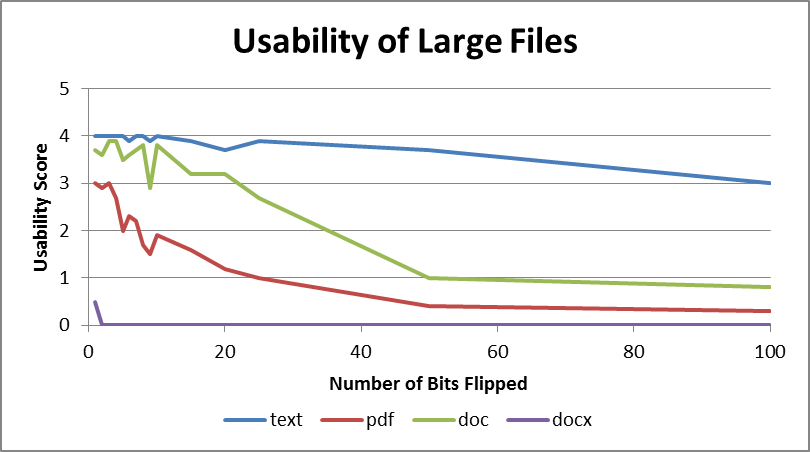 Usability of Large Files
5
4
3
2
1
0
Usability Score
0 20 40 60 80 100
Number of Bits Flipped
text pdf doc docx